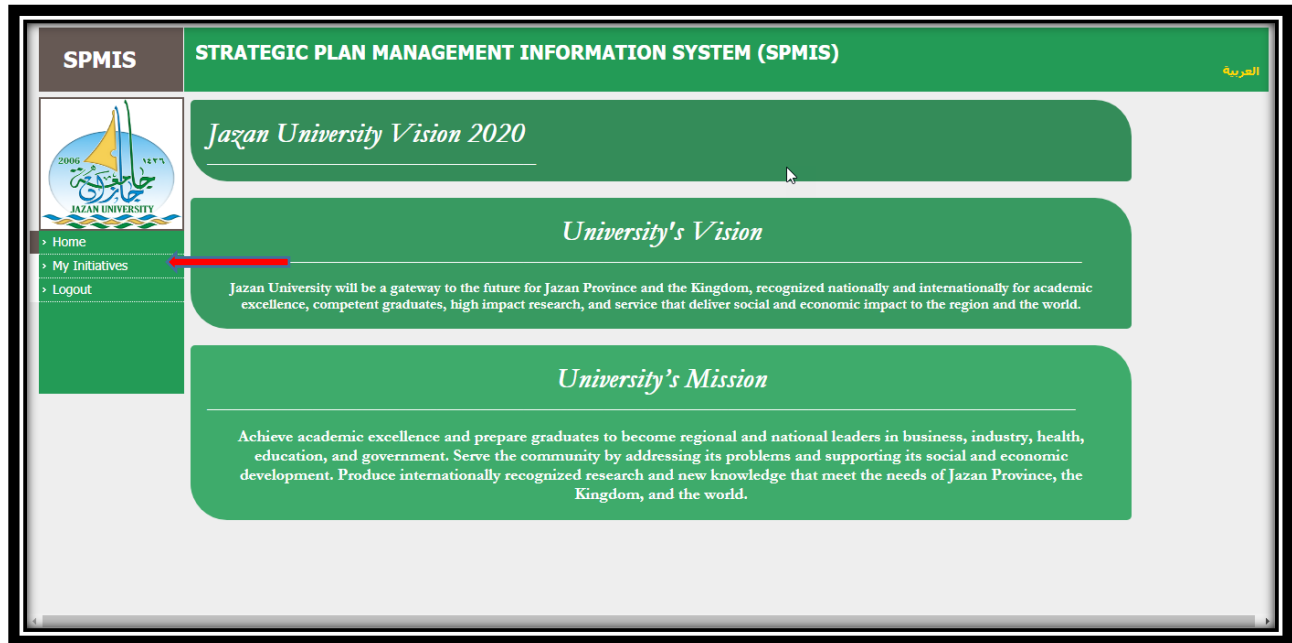 SPMIS
STRATEGIC PLAN MANAGEMENT INFORMATION SYSTEM (SPMIS)
العربية
2006 ١٤٢٦
جامعة جازان
JAZAN UNIVERSITY
› Home
› My Initiatives
› Logout
Jazan University Vision 2020
University's Vision
Jazan University will be a gateway to the future for Jazan Province and the Kingdom, recognized nationally and internationally for academic
excellence, competent graduates, high impact research, and service that deliver social and economic impact to the region and the world.
University’s Mission
Achieve academic excellence and prepare graduates to become regional and national leaders in business, industry, health,
education, and government. Serve the community by addressing its problems and supporting its social and economic
development. Produce internationally recognized research and new knowledge that meet the needs of Jazan Province, the
Kingdom, and the world.